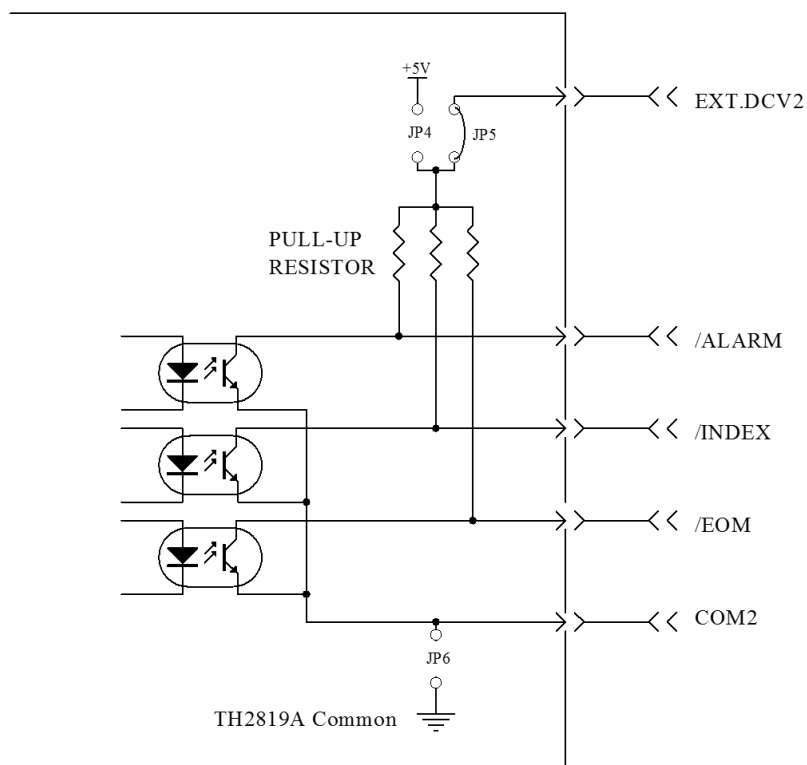 +5V
EXT.DCV2
JP4
JP5
PULL-UP
RESISTOR
/ALARM
/INDEX
/EOM
COM2
JP6
TH2819A Common